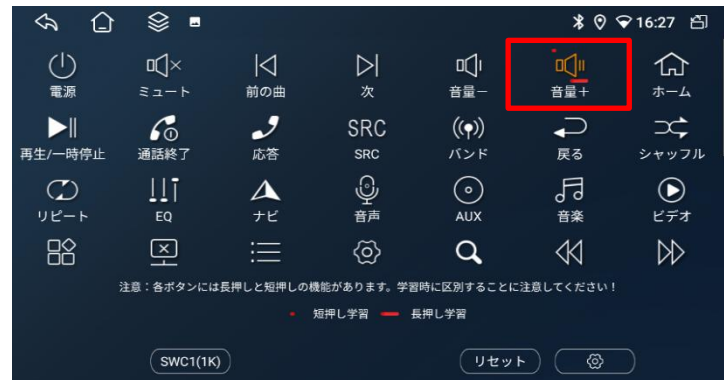 16:27
電源 ミュート 前の曲 次 音量－ 音量＋ ホーム
SRC
再生/一時停止 通話終了 応答 SRC バンド 戻る シャッフル
リピート EQ ナビ 音声 AUX 音楽 ビデオ
注意：各ボタンには長押しと短押しの機能があります。学習時に区別することに注意してください！
短押し学習 長押し学習
SWC1(1K) リセット